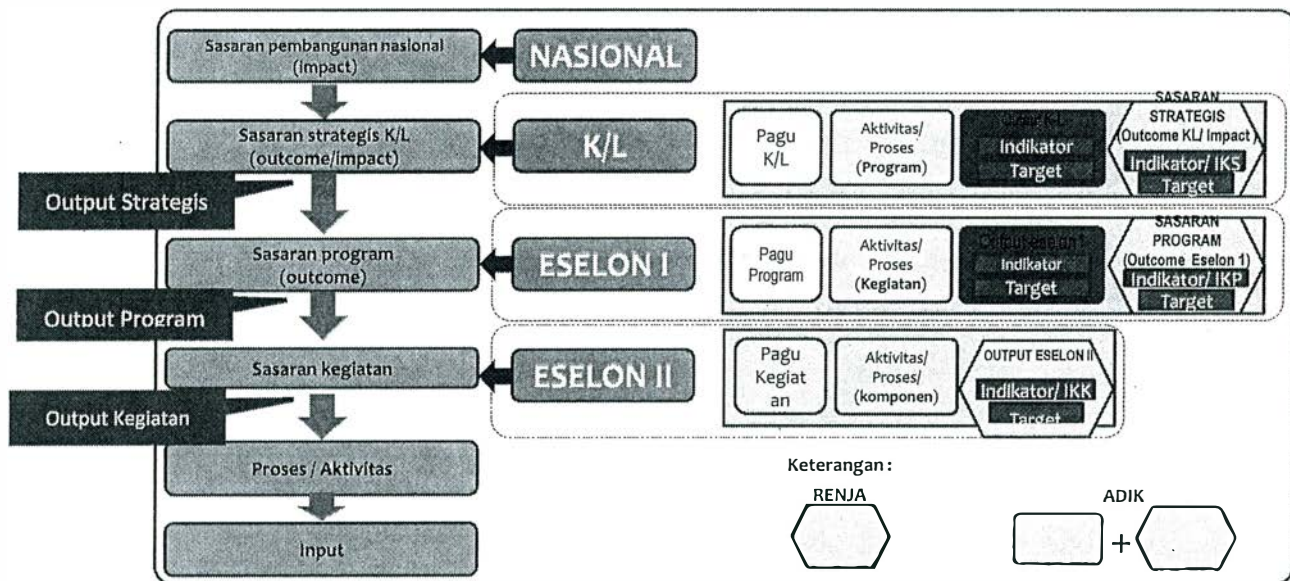 Sasaran pembangunan nasional
(impact)
NASIONAL
Sasaran strategis K/L
(outcome/impact)
K/L
Pagu
K/L
Aktivitas/
Proses
(Program)
Indikator
Target
SASARAN
STRATEGIS
(Outcome KL/ Impact)
Indikator/ IKS
Target
Output Strategis
Sasaran program
(outcome)
ESELON I
Pagu
Program
Aktivitas/
Proses
(Kegiatan)
Output eselon 1
Indikator
Target
SASARAN
PROGRAM
(Outcome Eselon 1)
Indikator/ IKP
Target
Output Program
Sasaran kegiatan
ESELON II
Pagu
Kegiat
an
Aktivitas/
Proses/
(komponen)
OUTPUT ESELON II
Indikator/ IKK
Target
Output Kegiatan
Proses / Aktivitas
Input
Keterangan :
RENJA
ADIK
+